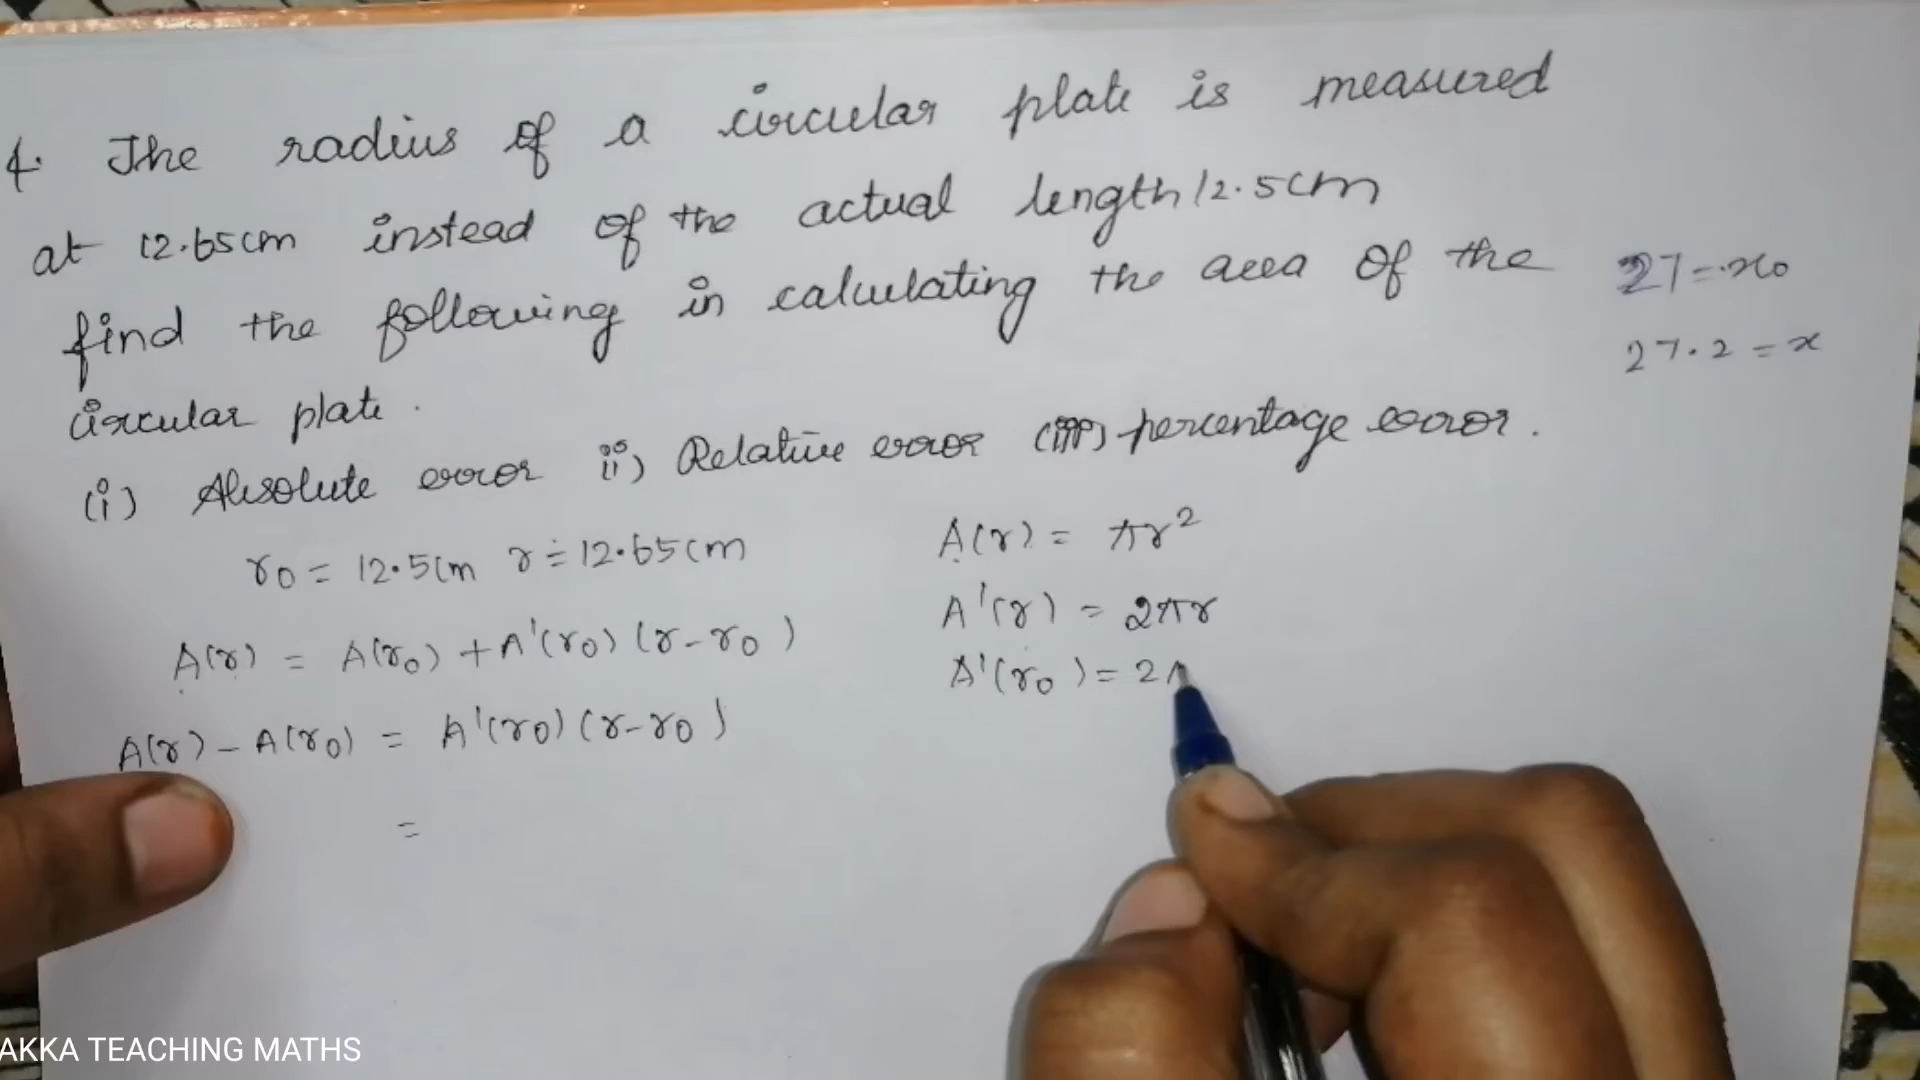 4. The radius of a circular plate is measured
at 12.65cm instead of the actual length 12.5cm
find the following in calculating the area of the
circular plate.
(i) Absolute error ii) Relative error (iii) percentage error.
27 = x₀
27.2 = x
r₀ = 12.5cm r = 12.65cm
A(r) = A(r₀) + A'(r₀) (r-r₀)
A(r) - A(r₀) = A'(r₀) (r-r₀)
=
A(r) = πr²
A'(r) = 2πr
A'(r₀) = 2
AKKA TEACHING MATHS